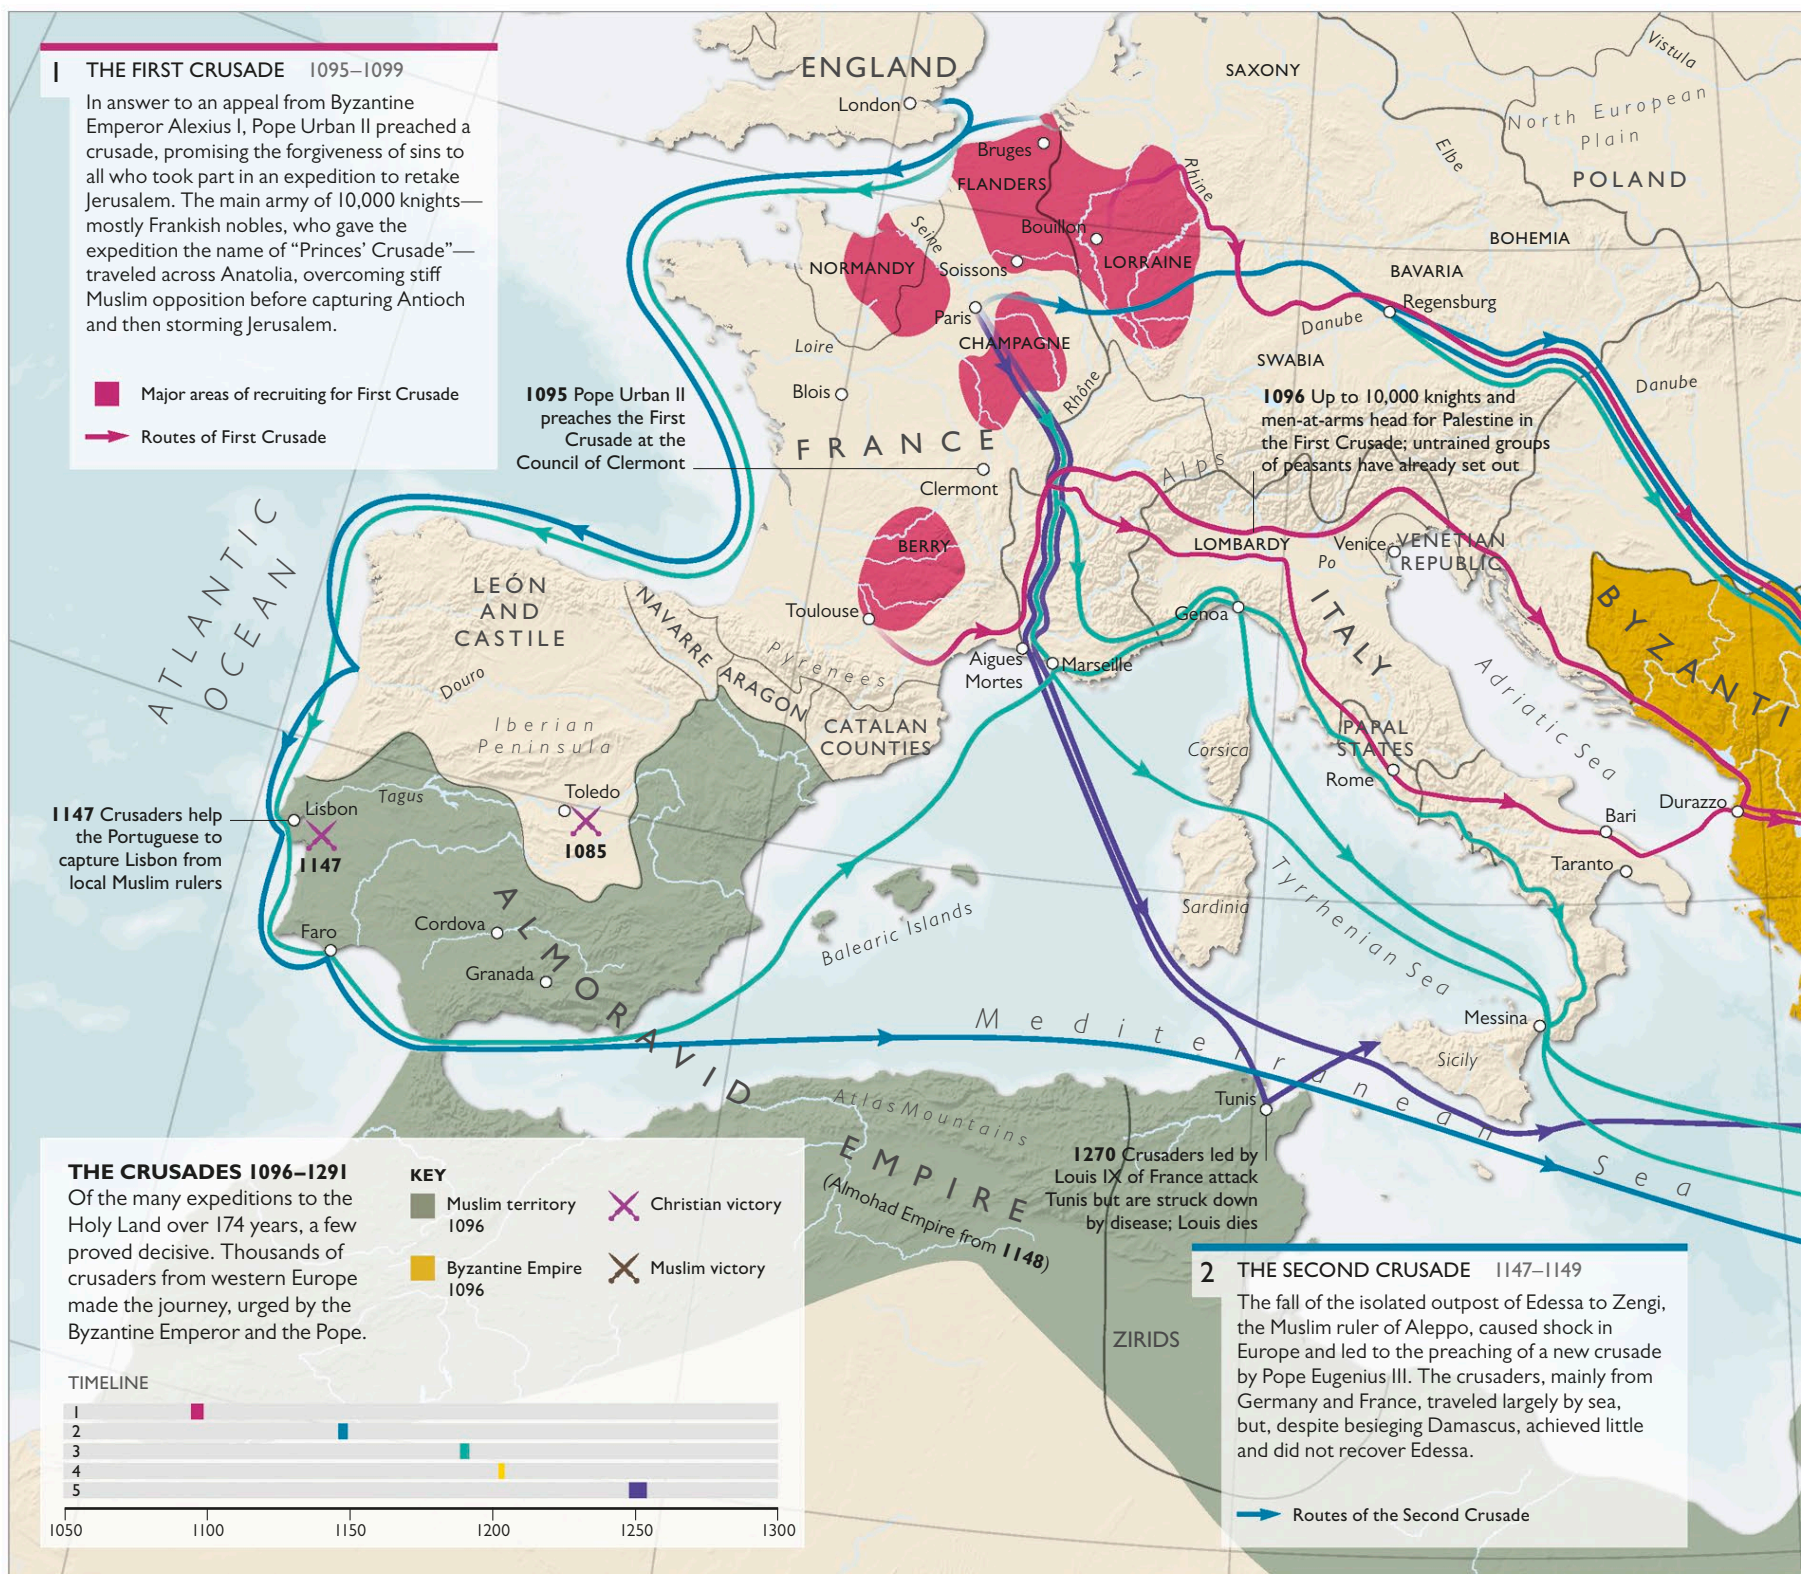 1 THE FIRST CRUSADE 1095–1099
In answer to an appeal from Byzantine
Emperor Alexius I, Pope Urban II preached a
crusade, promising the forgiveness of sins to
all who took part in an expedition to retake
Jerusalem. The main army of 10,000 knights—
mostly Frankish nobles, who gave the
expedition the name of “Princes’ Crusade”—
traveled across Anatolia, overcoming stiff
Muslim opposition before capturing Antioch
and then storming Jerusalem.
Major areas of recruiting for First Crusade
Routes of First Crusade
ENGLAND
London
SAXONY
Vistula
North European
Plain
Elbe
POLAND
Bruges
FLANDERS
Rhine
Bouillon
BOHEMIA
Seine
NORMANDY
Soissons
LORRAINE
BAVARIA
Regensburg
Paris
Danube
CHAMPAGNE
Loire
SWABIA
Danube
Blois
Rhône
1095 Pope Urban II
preaches the First
Crusade at the
Council of Clermont
1096 Up to 10,000 knights and
men-at-arms head for Palestine in
the First Crusade; untrained groups
of peasants have already set out
FRANCE
Clermont
Alps
ATLANTIC
OCEAN
BERRY
LOMBARDY
Venice
VENETIAN
REPUBLIC
Po
LEÓN
AND
CASTILE
NAVARRE
Toulouse
Genoa
ITALY
BYZANTI
Pyrenees
Aigues
Mortes
Marseille
ARAGON
Douro
Adriatic Sea
Iberian
Peninsula
CATALAN
COUNTIES
Corsica
PAPAL
STATES
Rome
Toledo
1085
Tagus
Lisbon
1147
1147 Crusaders help
the Portuguese to
capture Lisbon from
local Muslim rulers
Durazzo
Bari
Taranto
Tyrrhenian Sea
Sardinia
Balearic Islands
Cordova
Faro
Granada
ALMORAVID
EMPIRE
(Almohad Empire from 1148)
Mediterranean Sea
Messina
Sicily
Tunis
Atlas Mountains
1270 Crusaders led by
Louis IX of France attack
Tunis but are struck down
by disease; Louis dies
ZIRIDS
THE CRUSADES 1096–1291
Of the many expeditions to the
Holy Land over 174 years, a few
proved decisive. Thousands of
crusaders from western Europe
made the journey, urged by the
Byzantine Emperor and the Pope.
KEY
Muslim territory
1096
Christian victory
Byzantine Empire
1096
Muslim victory
TIMELINE
1
2
3
4
5
1050 1100 1150 1200 1250 1300
2 THE SECOND CRUSADE 1147–1149
The fall of the isolated outpost of Edessa to Zengi,
the Muslim ruler of Aleppo, caused shock in
Europe and led to the preaching of a new crusade
by Pope Eugenius III. The crusaders, mainly from
Germany and France, traveled largely by sea,
but, despite besieging Damascus, achieved little
and did not recover Edessa.
Routes of the Second Crusade